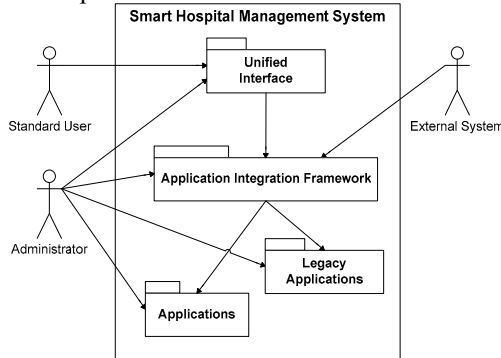 Smart Hospital Management System
Unified
Interface
Standard User
External System
Application Integration Framework
Administrator
Legacy
Applications
Applications